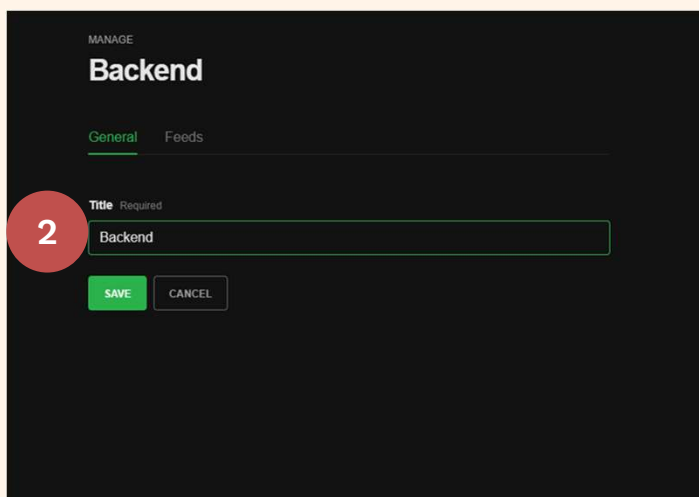 MANAGE
Backend
General Feeds
Title Required
2
Backend
SAVE CANCEL